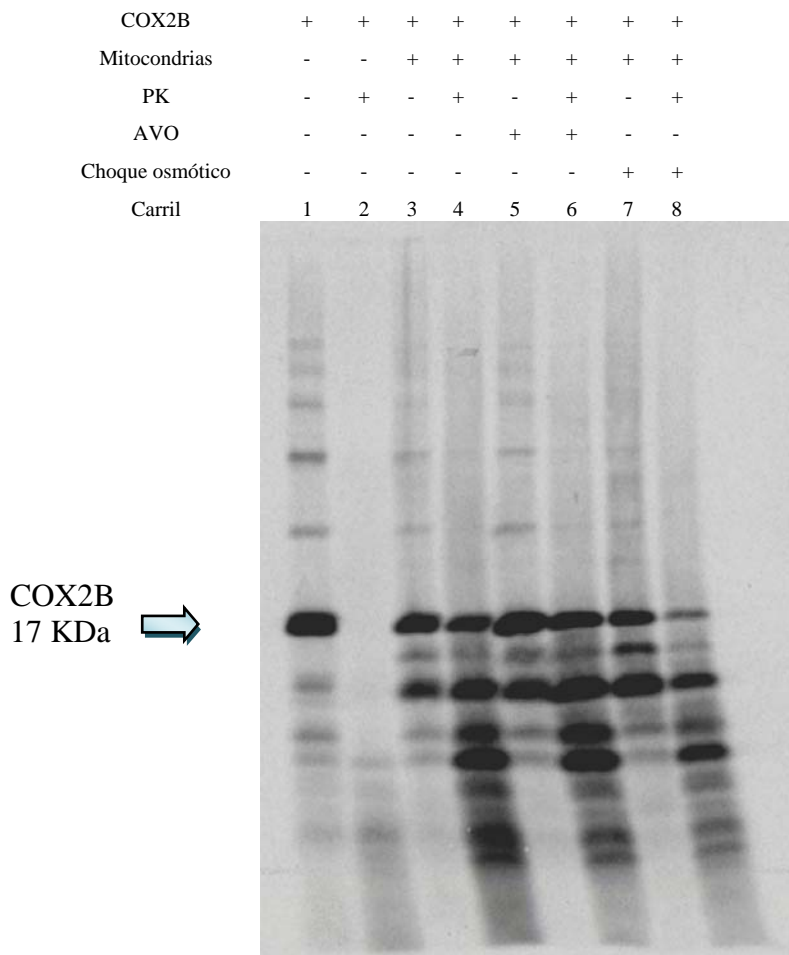 COX2B + + + + + + + +
Mitocondrias - - + + + + + +
PK - + - + - + - +
AVO - - - - + + - -
Choque osmótico - - - - - - + +
Carril 1 2 3 4 5 6 7 8
COX2B
17 KDa